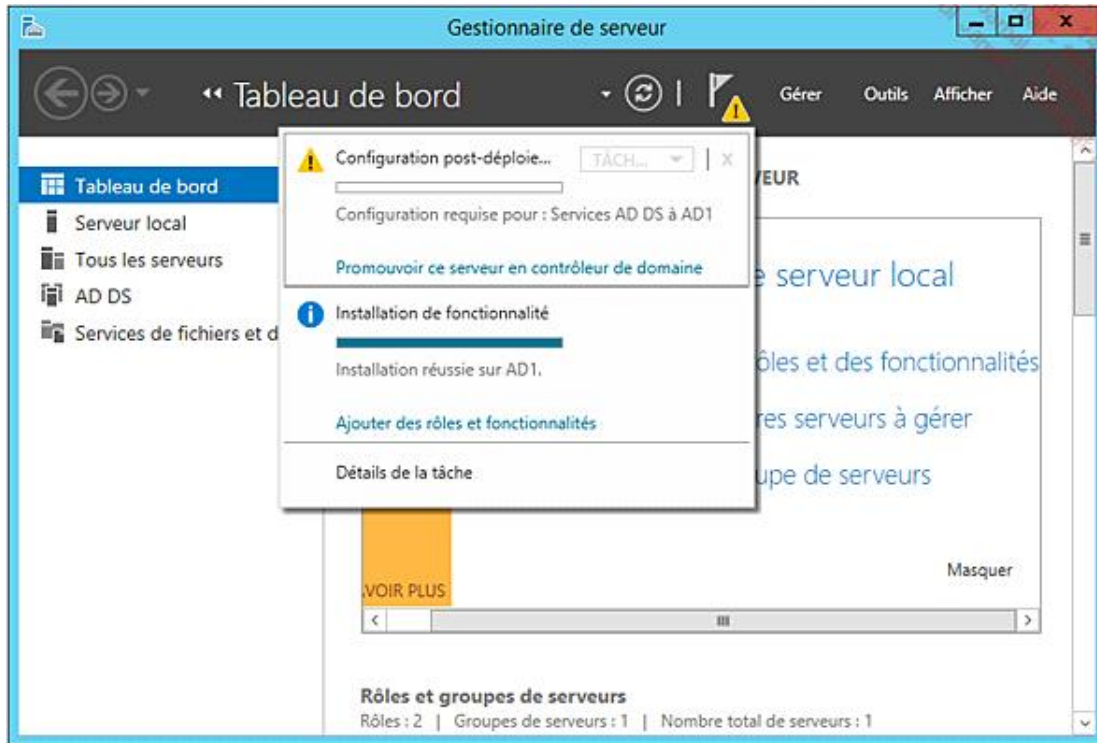 Gestionnaire de serveur
Tableau de bord
Gérer Outils Afficher Aide
Tableau de bord
Serveur local
Tous les serveurs
AD DS
Services de fichiers et d
Configuration post-déploie...
TÂCH...
Configuration requise pour : Services AD DS à AD1
Promouvoir ce serveur en contrôleur de domaine
Installation de fonctionnalité
Installation réussie sur AD1.
Ajouter des rôles et fonctionnalités
Détails de la tâche
VEUR
e serveur local
ôles et des fonctionnalités
res serveurs à gérer
upe de serveurs
Masquer
VOIR PLUS
Rôles et groupes de serveurs
Rôles : 2 | Groupes de serveurs : 1 | Nombre total de serveurs : 1